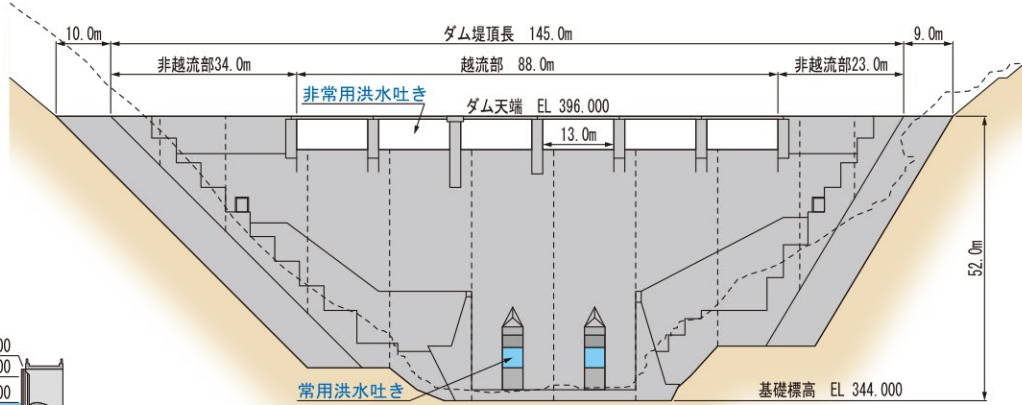 10.0m
ダム堤頂長 145.0m
9.0m
非越流部34.0m
越流部 88.0m
非越流部23.0m
非常用洪水吐き
ダム天端 EL 396.000
13.0m
52.0m
00
00
00
常用洪水吐き
基礎標高 EL 344.000